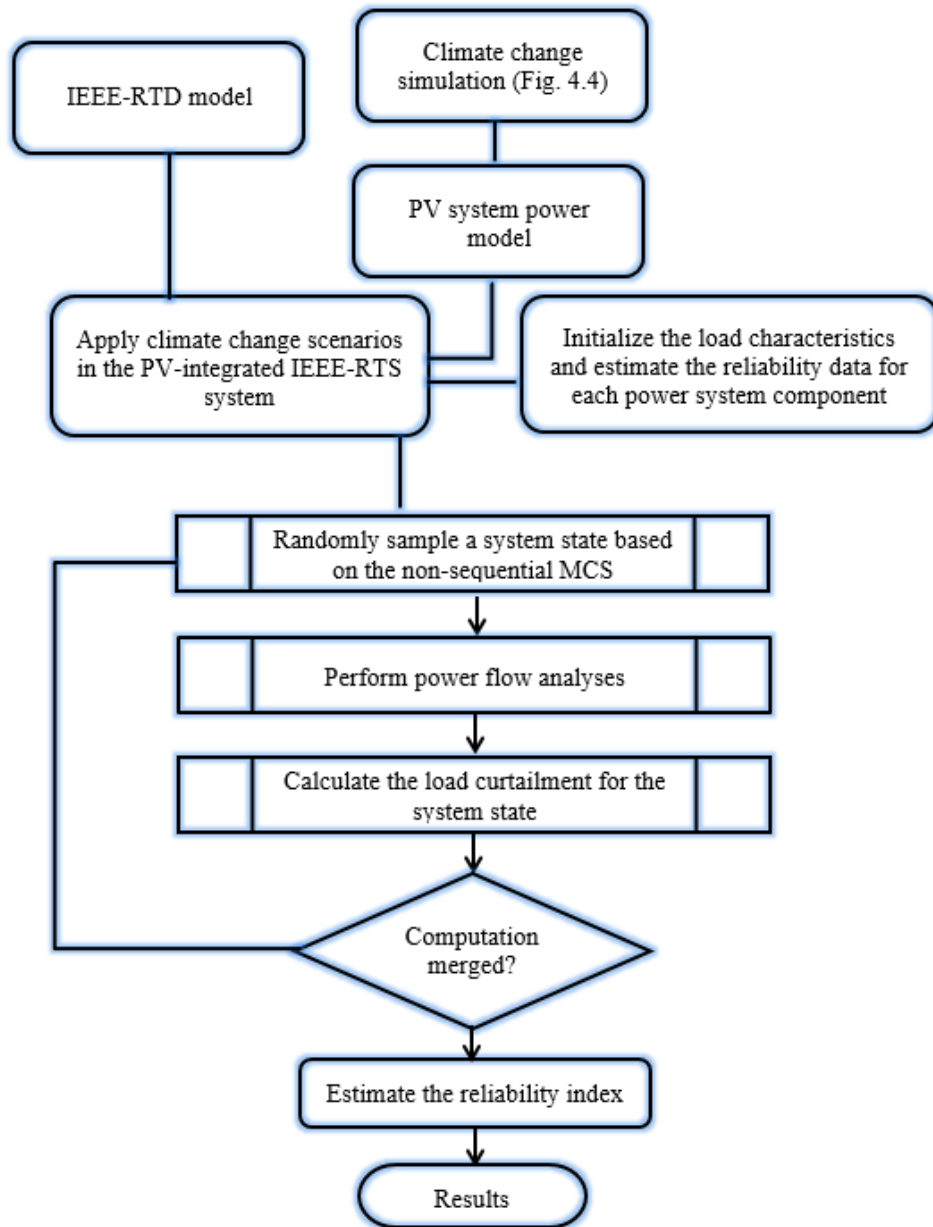 Climate change
simulation (Fig. 4.4)
IEEE-RTD model
PV system power
model
Apply climate change scenarios
in the PV-integrated IEEE-RTS
system
Initialize the load characteristics
and estimate the reliability data for
each power system component
Randomly sample a system state based
on the non-sequential MCS
Perform power flow analyses
Calculate the load curtailment for the
system state
Computation
merged?
Estimate the reliability index
Results